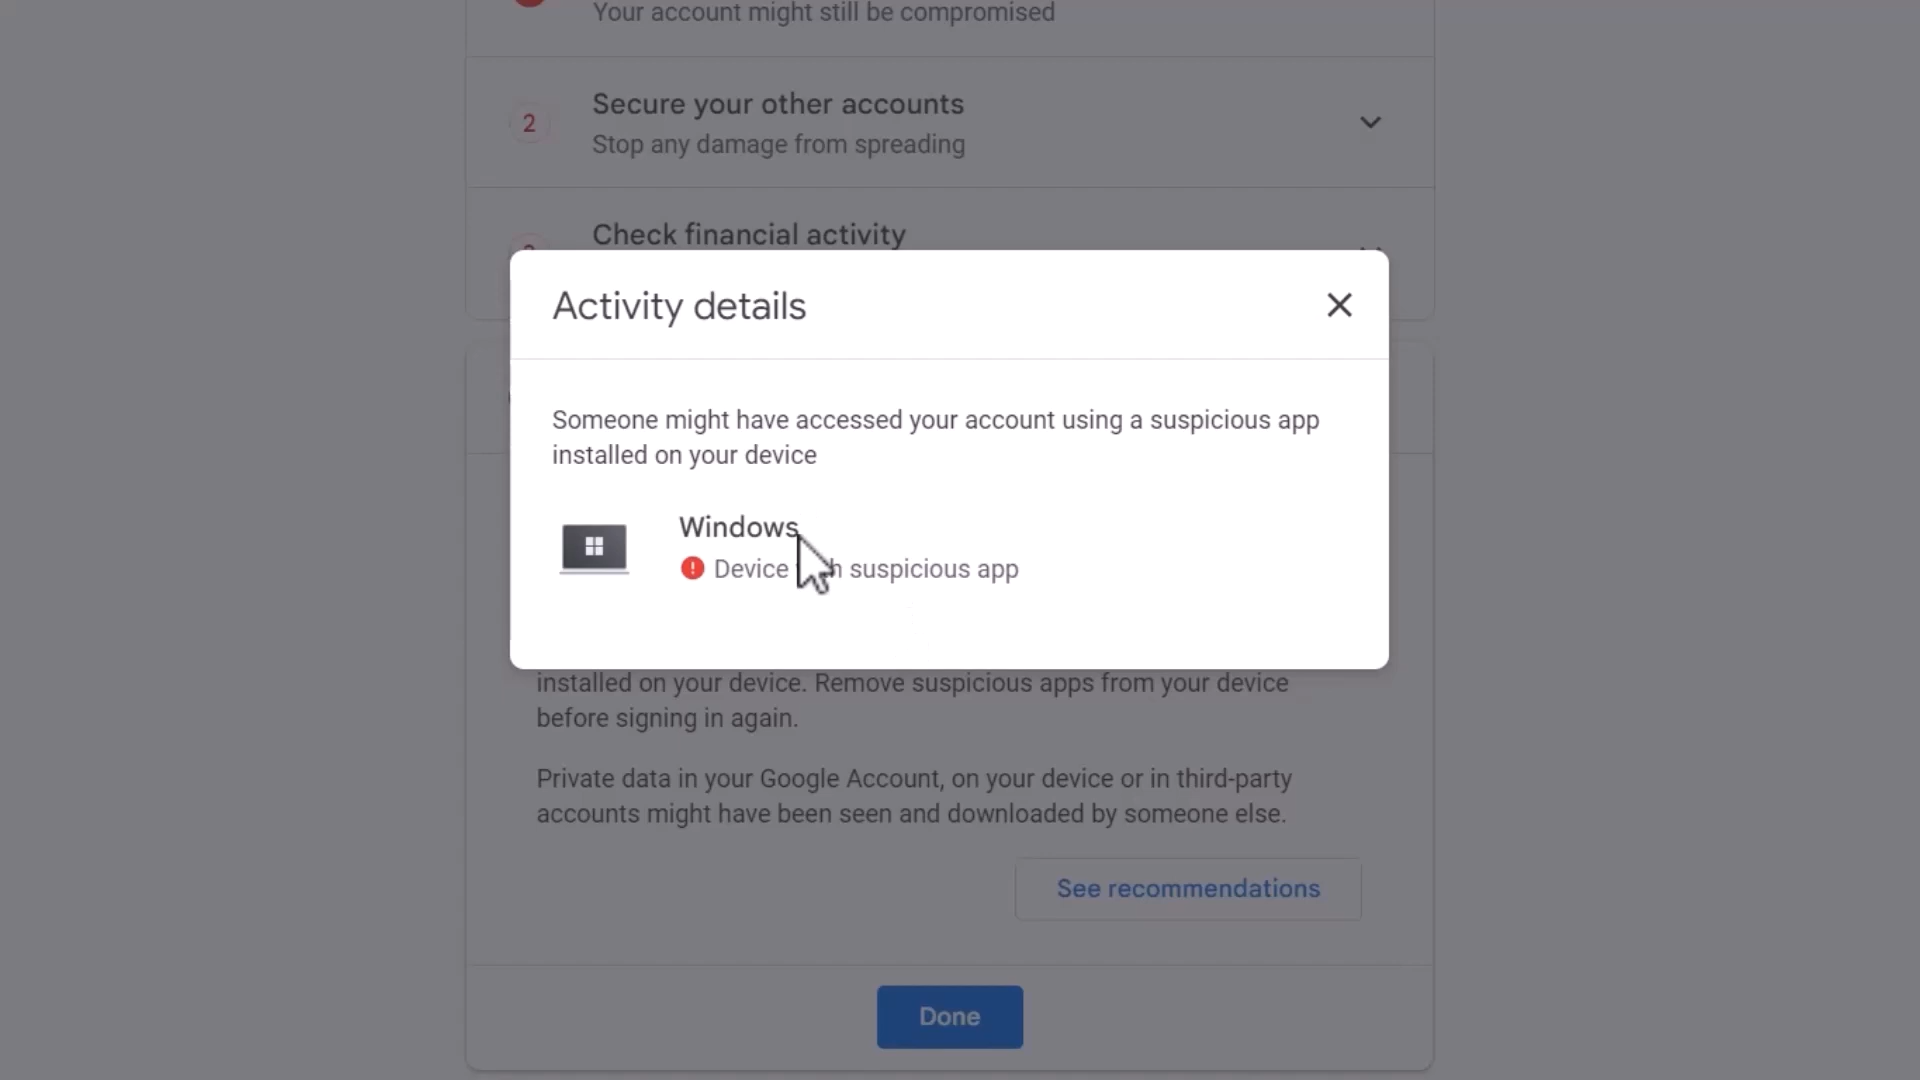 Your account might still be compromised
2
Secure your other accounts
Stop any damage from spreading
Check financial activity
Activity details
Someone might have accessed your account using a suspicious app
installed on your device
Windows
Device suspicious app
installed on your device. Remove suspicious apps from your device
before signing in again.
Private data in your Google Account, on your device or in third-party
accounts might have been seen and downloaded by someone else.
See recommendations
Done